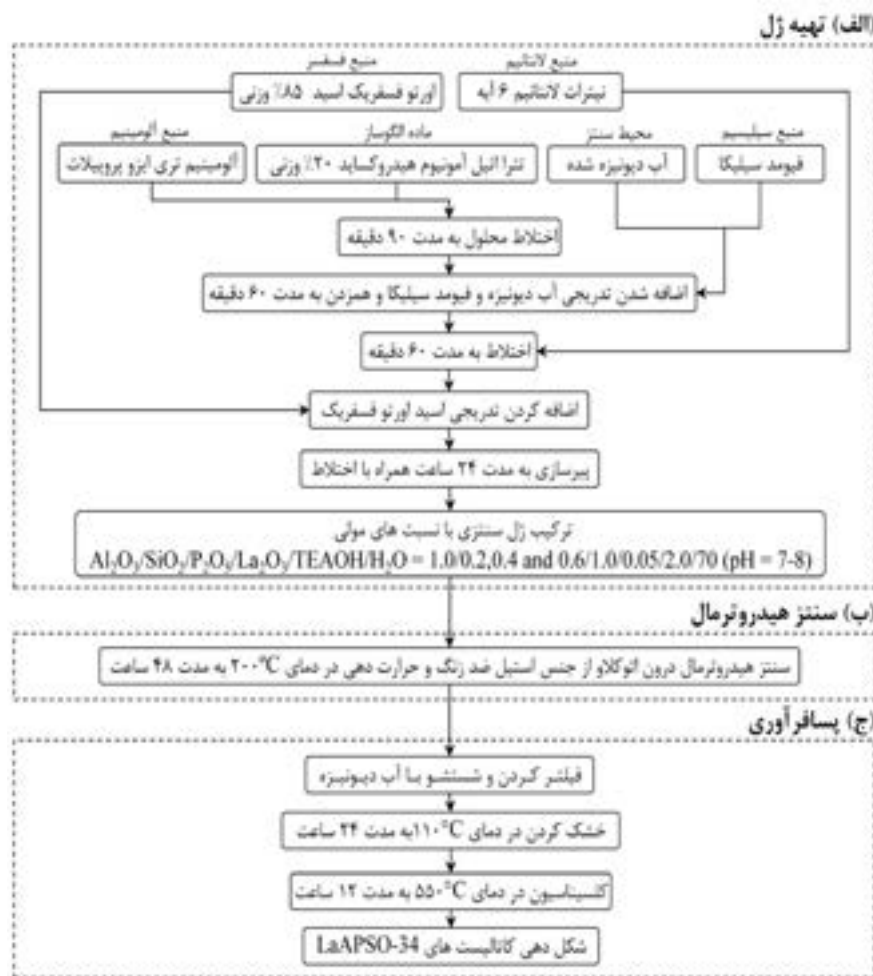 الف) تهیه ژل
منبع لانتانیم
منبع فسفر
نیترات لانتانیم ۶ آبه
اورتو فسفریک اسید ۸۵٪ وزنی
منبع سیلیسیم
محیط سنتز
ماده الگوساز
منبع آلومینیم
فیومد سیلیکا
آب دیونیزه شده
تترا اتیل آمونیوم هیدروکساید ۲۰٪ وزنی
آلومینیم تری ایزو پروپیلات
اختلاط محلول به مدت ۹۰ دقیقه
اضافه شدن تدریجی آب دیونیزه و فیومد سیلیکا و همزدن به مدت ۶۰ دقیقه
اختلاط به مدت ۶۰ دقیقه
اضافه کردن تدریجی اسید اورتو فسفریک
پیرسازی به مدت ۲۴ ساعت همراه با اختلاط
ترکیب ژل سنتزی با نسبت های مولی
Al₂O₃/SiO₂/P₂O₅/La₂O₃/TEAOH/H₂O = 1.0/0.2,0.4 and 0.6/1.0/0.05/2.0/70 (pH = 7-8)
ب) سنتز هیدروترمال
سنتز هیدروترمال درون اتوکلاو از جنس استیل ضد زنگ و حرارت دهی در دمای ۲۰۰°C به مدت ۴۸ ساعت
ج) پسافرآوری
فیلتر کردن و شستشو با آب دیونیزه
خشک کردن در دمای ۱۱۰°C به مدت ۲۴ ساعت
کلسیناسیون در دمای ۵۵۰°C به مدت ۱۲ ساعت
شکل دهی کاتالیست های LaAPSO-34